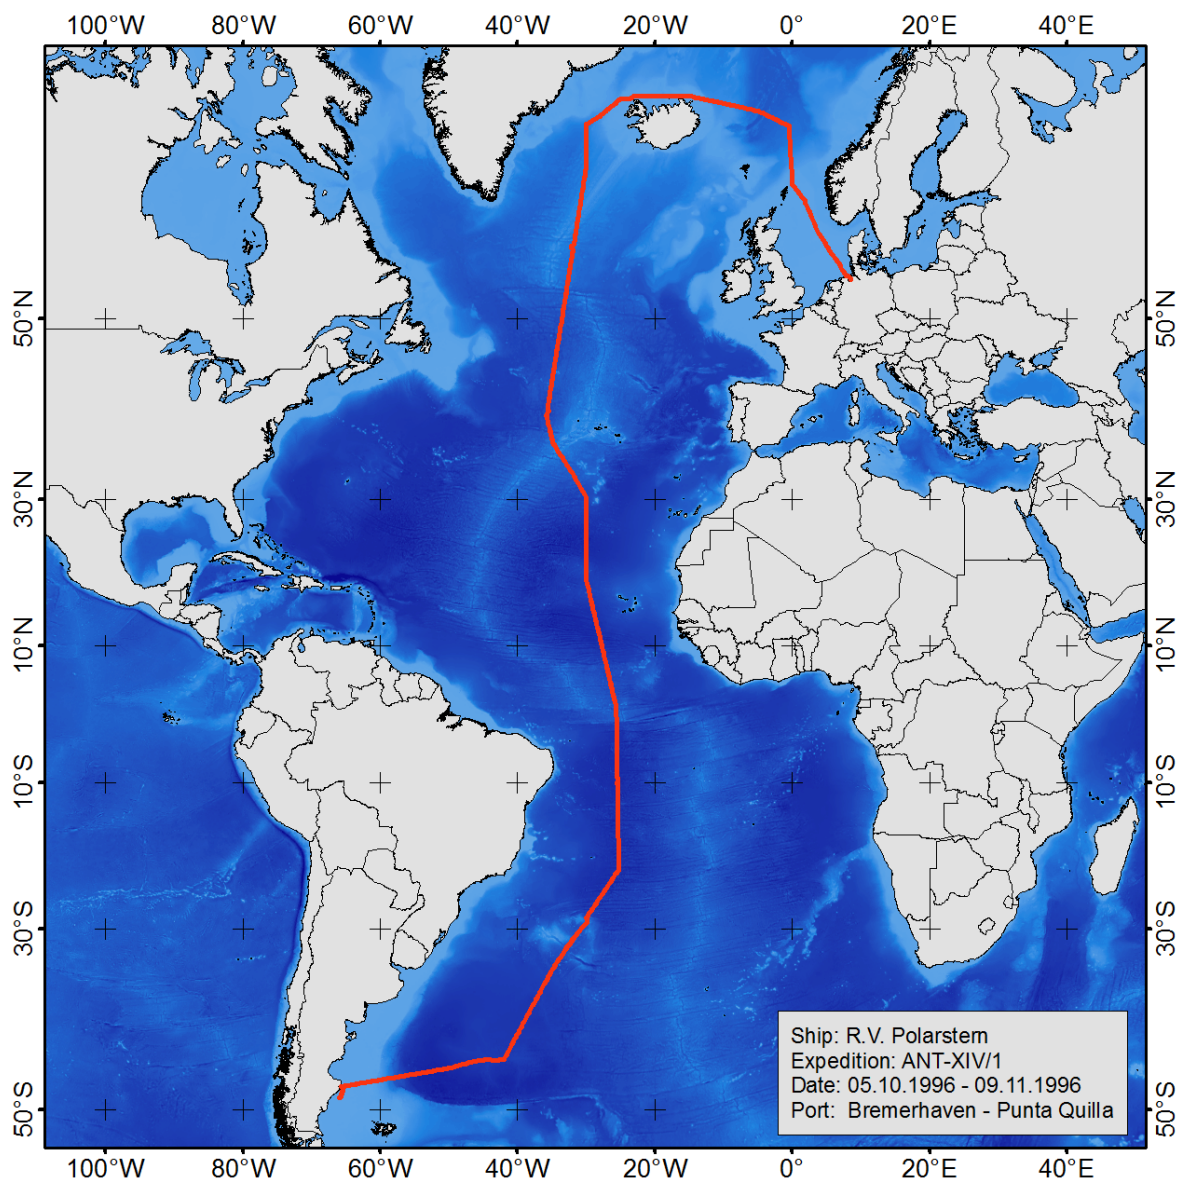 100°W 80°W 60°W 40°W 20°W 0° 20°E 40°E
50°N 50°N
30°N 30°N
10°N 10°N
10°S 10°S
30°S 30°S
50°S 50°S
Ship: R.V. Polarstern
Expedition: ANT-XIV/1
Date: 05.10.1996 - 09.11.1996
Port: Bremerhaven - Punta Quilla
100°W 80°W 60°W 40°W 20°W 0° 20°E 40°E